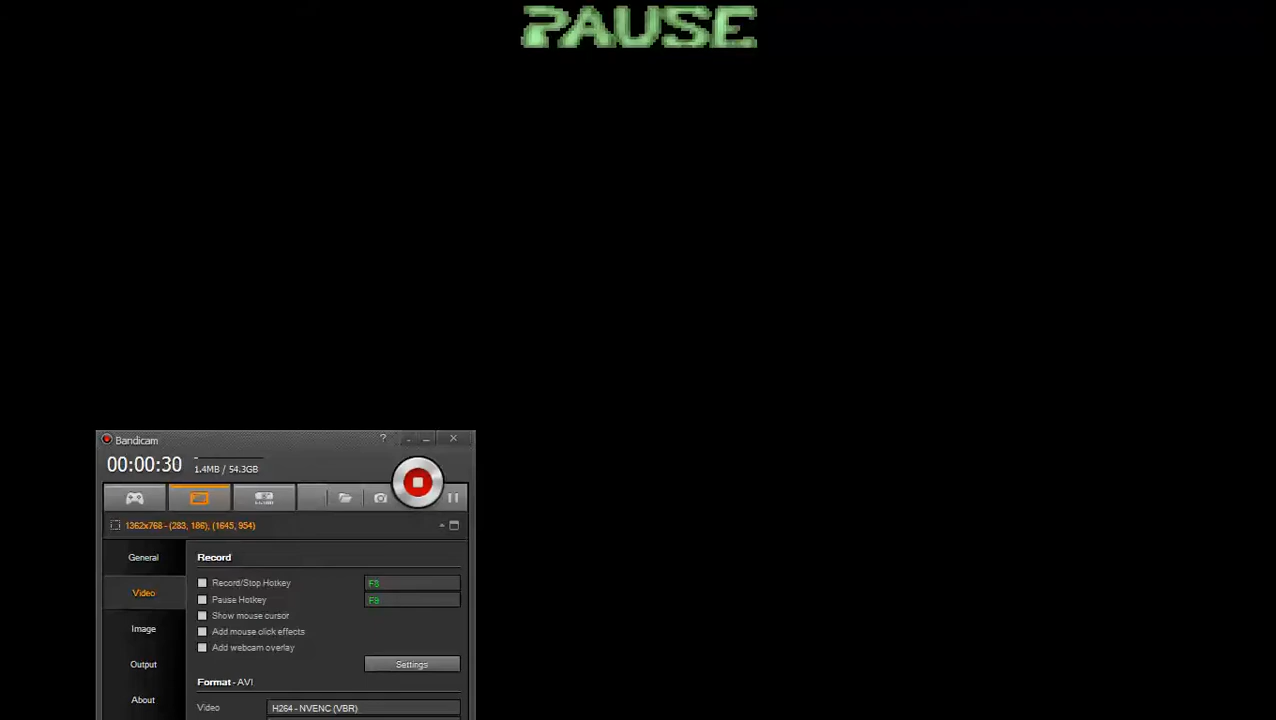 PAUSE
Bandicam
00:00:30
1.4MB / 54.3GB
1362x768 - (283, 186), (1645, 954)
General
Record
Record/Stop Hotkey
F8
Video
Pause Hotkey
F9
Show mouse cursor
Image
Add mouse click effects
Add webcam overlay
Output
Settings
Format - AVI
About
Video
H264 - NVENC (VBR)